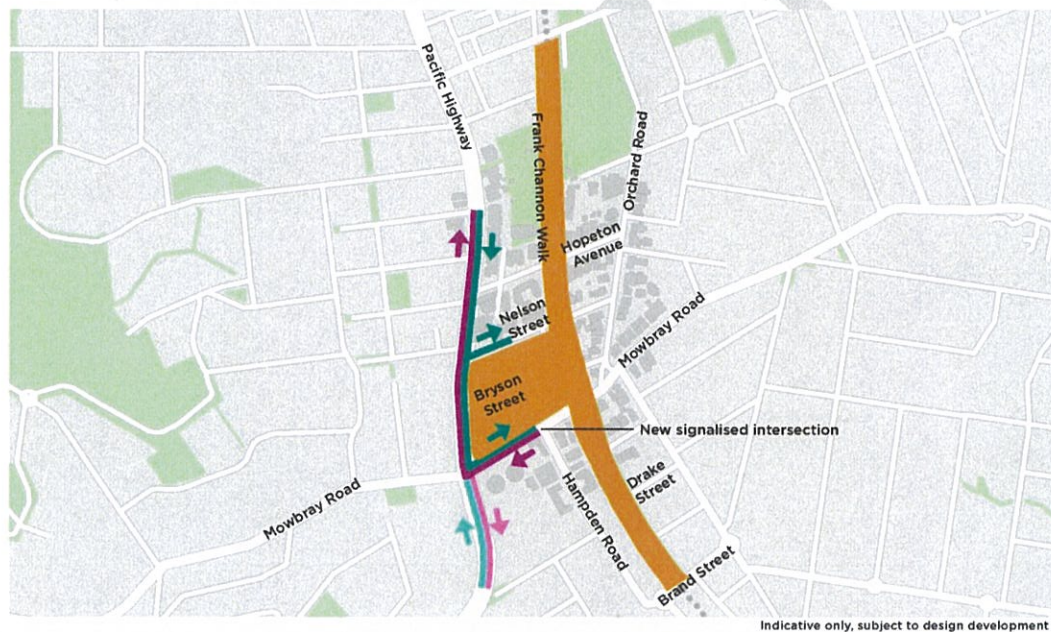 Pacific Highway
Frank Channon Walk
Orchard Road
Hopeton
Avenue
Nelson
Street
Mowbray Road
Bryson
Street
New signalised intersection
Drake
Street
Hampden Road
Mowbray Road
Brand Street
Indicative only, subject to design development